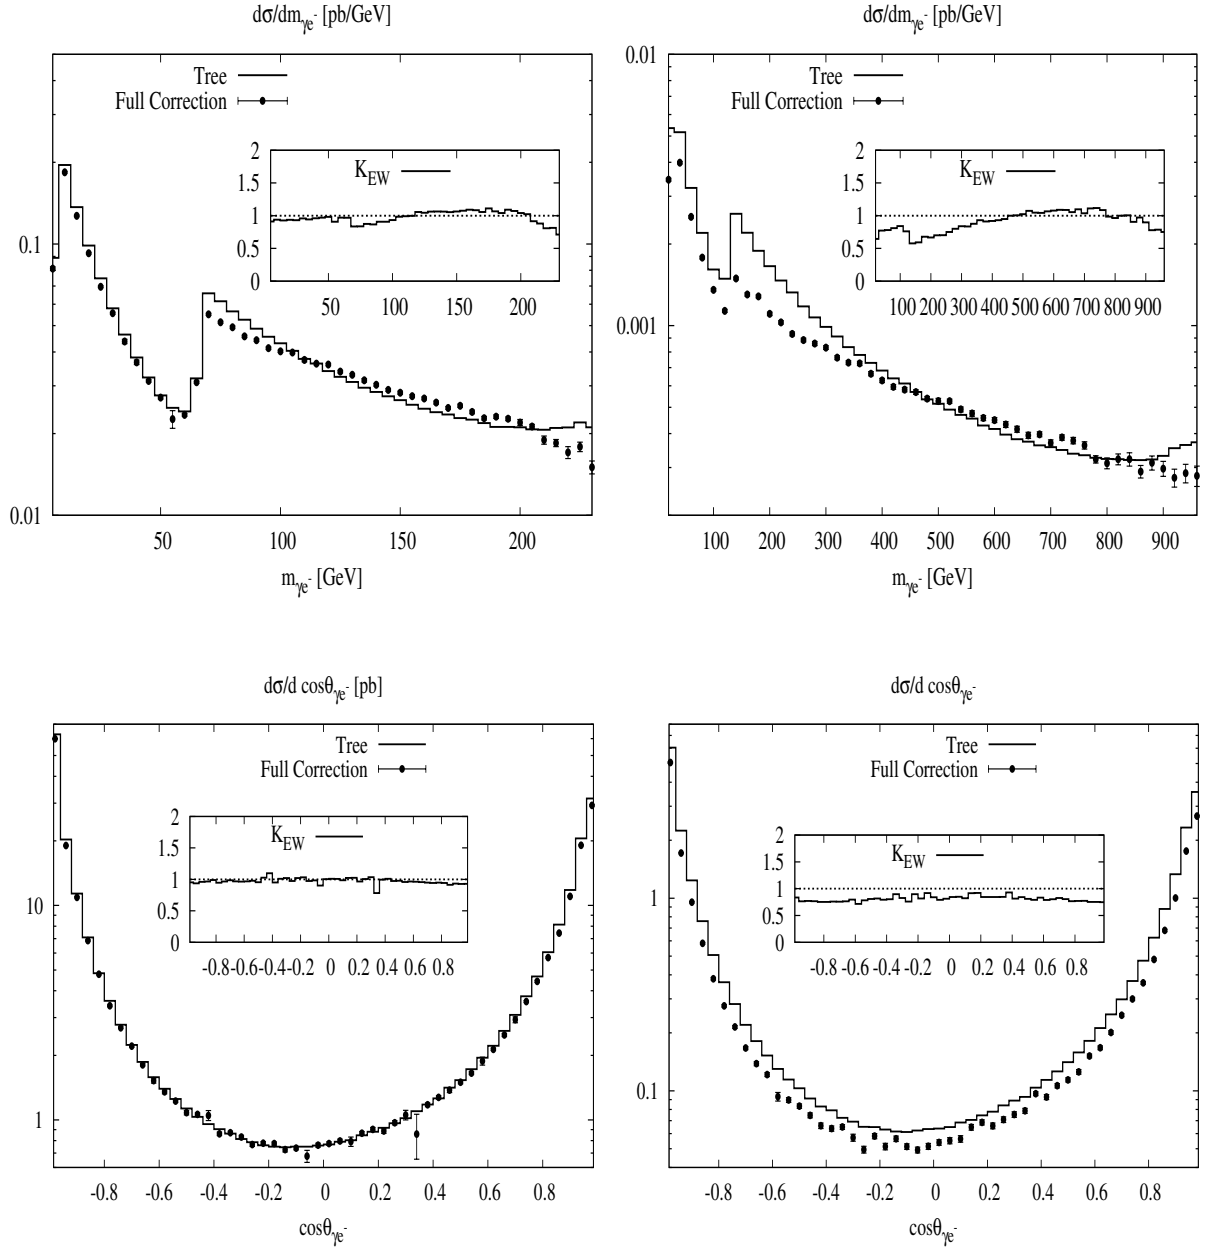 dσ/dm_γe⁻ [pb/GeV]
Tree
Full Correction
K_EW
2
1.5
1
0.5
0
50 100 150 200
0.1
0.01
50 100 150 200
m_γe⁻ [GeV]
dσ/dm_γe⁻ [pb/GeV]
0.01
Tree
Full Correction
K_EW
2
1.5
1
0.5
0
100 200 300 400 500 600 700 800 900
0.001
100 200 300 400 500 600 700 800 900
m_γe⁻ [GeV]
dσ/d cosθ_γe⁻ [pb]
Tree
Full Correction
K_EW
2
1.5
1
0.5
0
-0.8 -0.6 -0.4 -0.2 0 0.2 0.4 0.6 0.8
10
1
-0.8 -0.6 -0.4 -0.2 0 0.2 0.4 0.6 0.8
cosθ_γe⁻
dσ/d cosθ_γe⁻
Tree
Full Correction
K_EW
2
1.5
1
0.5
0
-0.8 -0.6 -0.4 -0.2 0 0.2 0.4 0.6 0.8
1
0.1
-0.8 -0.6 -0.4 -0.2 0 0.2 0.4 0.6 0.8
cosθ_γe⁻